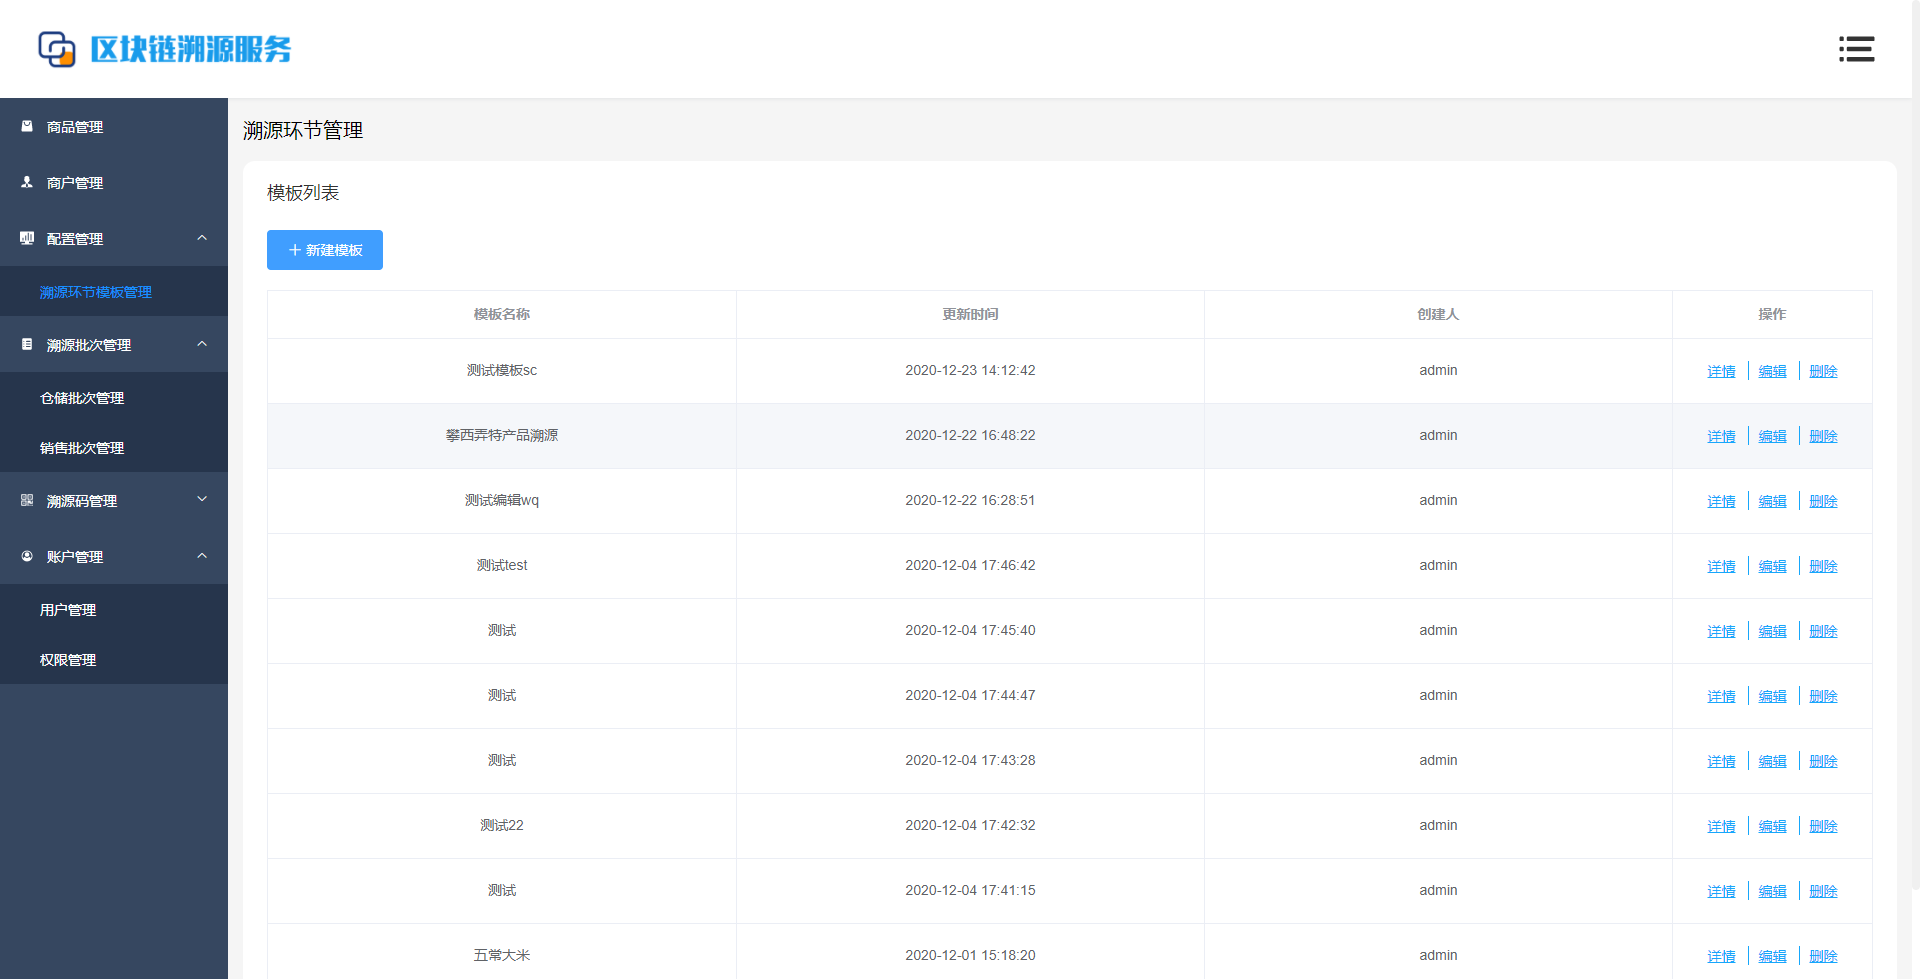 区块链溯源服务
商品管理
商户管理
配置管理
溯源环节模板管理
溯源批次管理
仓储批次管理
销售批次管理
溯源码管理
账户管理
用户管理
权限管理
溯源环节管理
模板列表
新建模板
模板名称 更新时间 创建人 操作
测试模板sc 2020-12-23 14:12:42 admin 详情 编辑 删除
攀西弄特产品溯源 2020-12-22 16:48:22 admin 详情 编辑 删除
测试编辑wq 2020-12-22 16:28:51 admin 详情 编辑 删除
测试test 2020-12-04 17:46:42 admin 详情 编辑 删除
测试 2020-12-04 17:45:40 admin 详情 编辑 删除
测试 2020-12-04 17:44:47 admin 详情 编辑 删除
测试 2020-12-04 17:43:28 admin 详情 编辑 删除
测试22 2020-12-04 17:42:32 admin 详情 编辑 删除
测试 2020-12-04 17:41:15 admin 详情 编辑 删除
五常大米 2020-12-01 15:18:20 admin 详情 编辑 删除